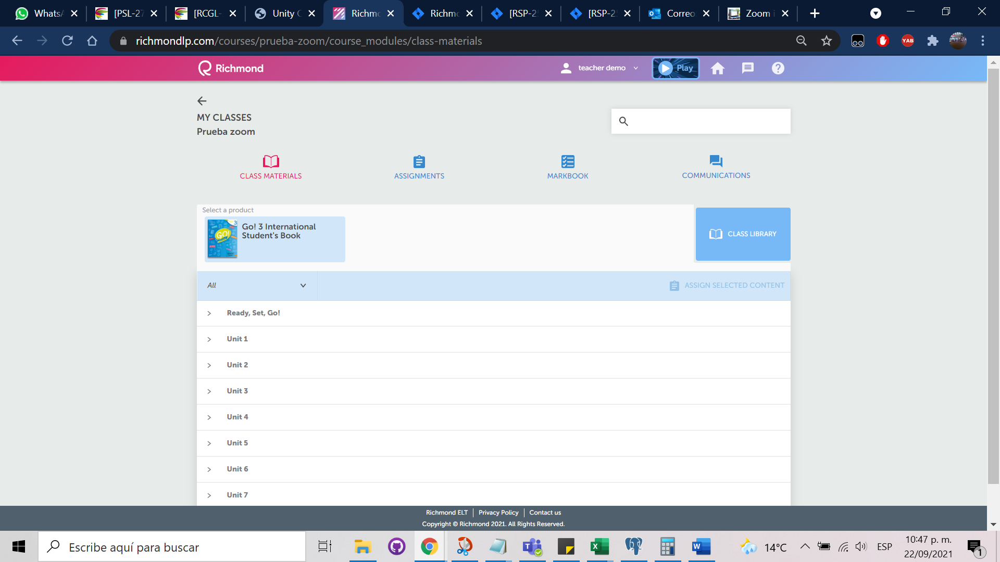 WhatsA
[PSL-27
[RCGL-
Unity C
Richmo
Richmo
[RSP-2
[RSP-2
Correo
Zoom i
richmondlp.com/courses/prueba-zoom/course_modules/class-materials
YAB
Richmond
teacher demo
Play
MY CLASSES
Prueba zoom
CLASS MATERIALS
ASSIGNMENTS
MARKBOOK
COMMUNICATIONS
Select a product
GO!
3
Go! 3 International
Student's Book
CLASS LIBRARY
All
ASSIGN SELECTED CONTENT
Ready, Set, Go!
Unit 1
Unit 2
Unit 3
Unit 4
Unit 5
Unit 6
Unit 7
Richmond ELT
Privacy Policy
Contact us
Copyright © Richmond 2021. All Rights Reserved.
Escribe aquí para buscar
14°C
ESP
10:47 p. m.
22/09/2021
1